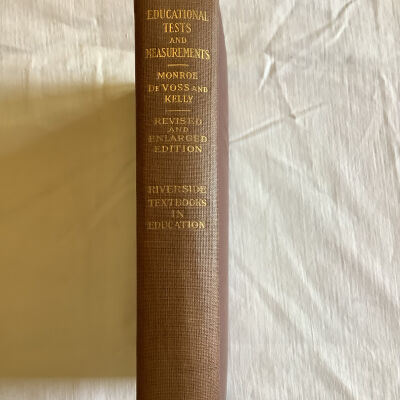 EDUCATIONAL
TESTS
AND
MEASUREMENTS
MONROE
DE VOSS AND
KELLY
REVISED
AND
ENLARGED
EDITION
RIVERSIDE
TEXTBOOKS
IN
EDUCATION